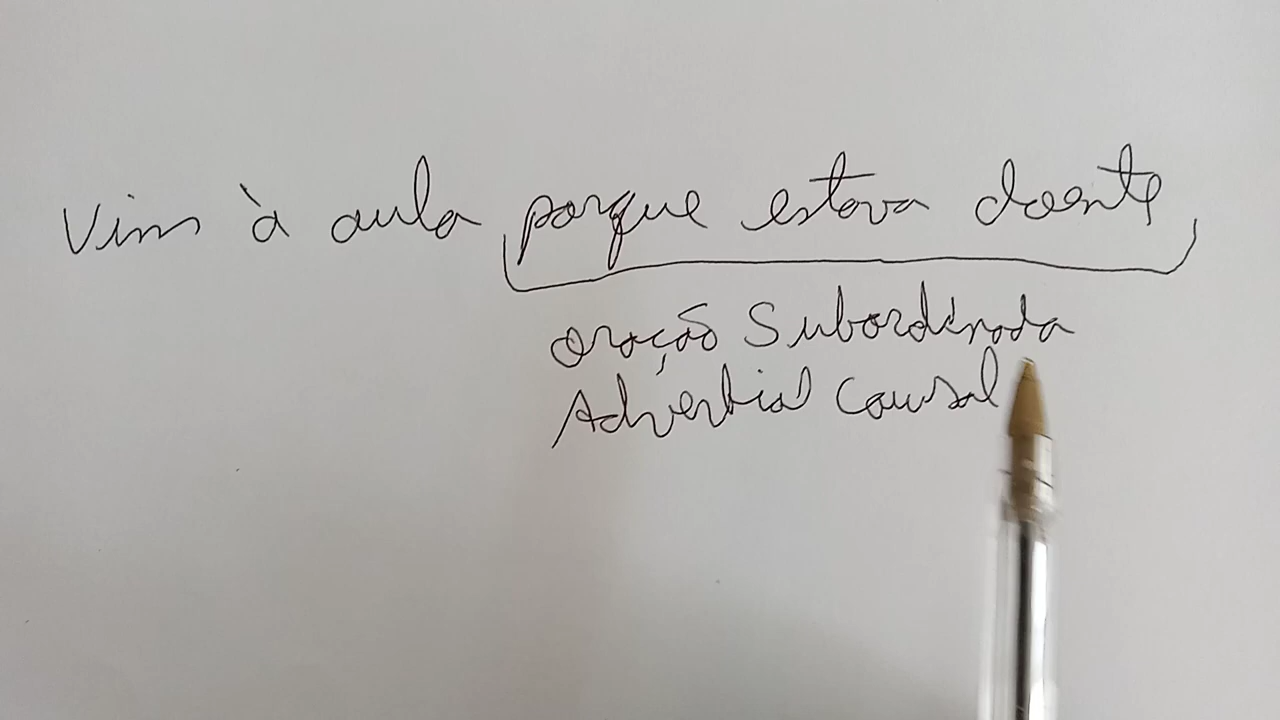 Vim à aula porque estava doente
Oração Subordinada
Adverbial Causal